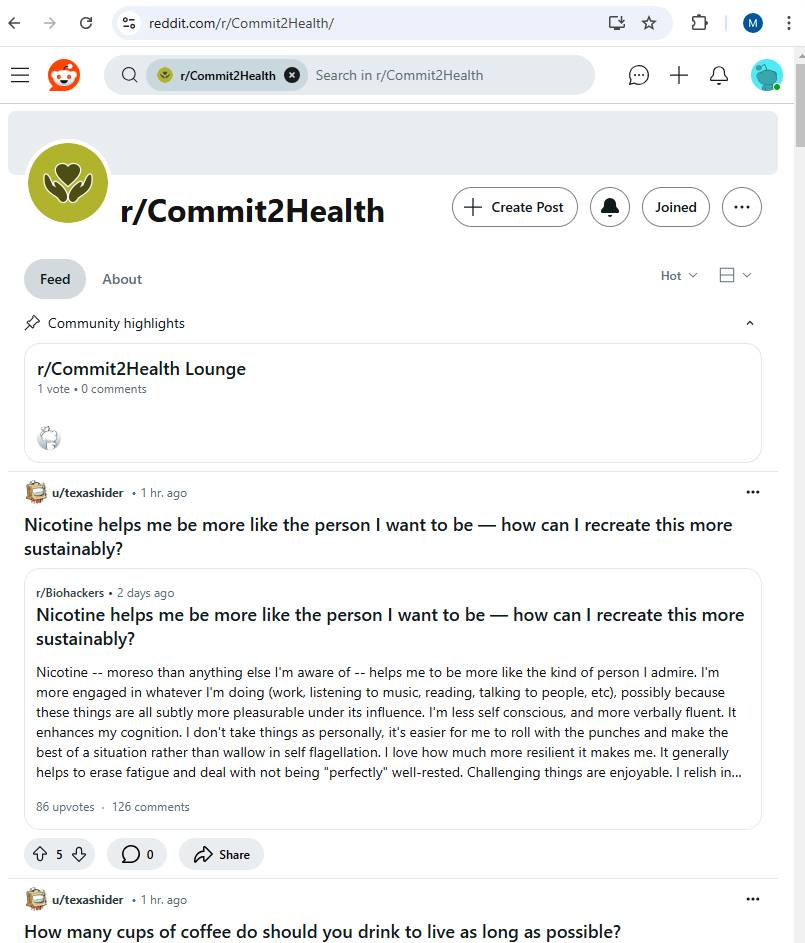 reddit.com/r/Commit2Health/
M
r/Commit2Health
Search in r/Commit2Health
r/Commit2Health
Create Post
Joined
Feed
About
Hot
Community highlights
r/Commit2Health Lounge
1 vote • 0 comments
u/texashider • 1 hr. ago
Nicotine helps me be more like the person I want to be — how can I recreate this more
sustainably?
r/Biohackers • 2 days ago
Nicotine helps me be more like the person I want to be — how can I recreate this more
sustainably?
Nicotine -- moreso than anything else I'm aware of -- helps me to be more like the kind of person I admire. I'm
more engaged in whatever I'm doing (work, listening to music, reading, talking to people, etc), possibly because
these things are all subtly more pleasurable under its influence. I'm less self conscious, and more verbally fluent. It
enhances my cognition. I don't take things as personally, it's easier for me to roll with the punches and make the
best of a situation rather than wallow in self flagellation. I love how much more resilient it makes me. It generally
helps to erase fatigue and deal with not being "perfectly" well-rested. Challenging things are enjoyable. I relish in...
86 upvotes · 126 comments
5
0
Share
u/texashider • 1 hr. ago
How many cups of coffee do should you drink to live as long as possible?